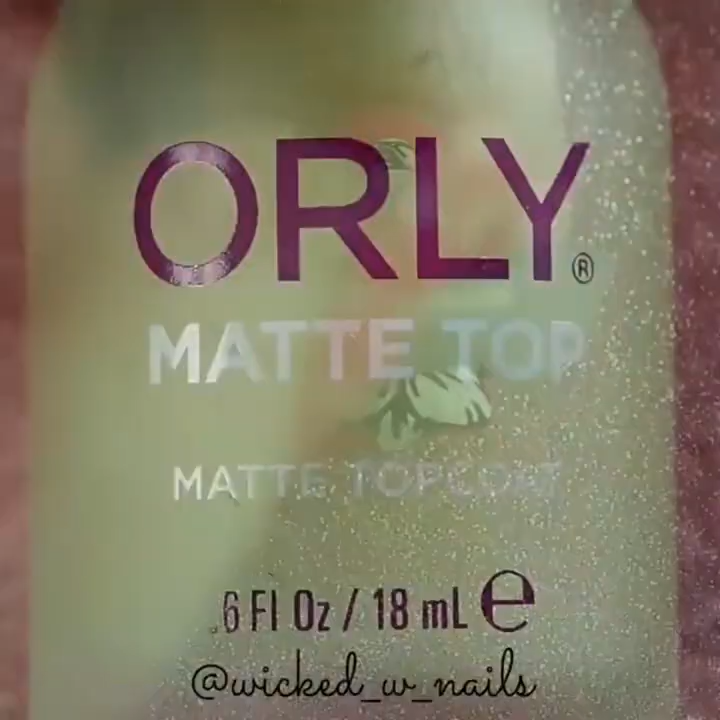 ORLY®
MATTE TOP
MATTE TOPCOAT
.6 Fl Oz / 18 mL e
@wicked_w_nails